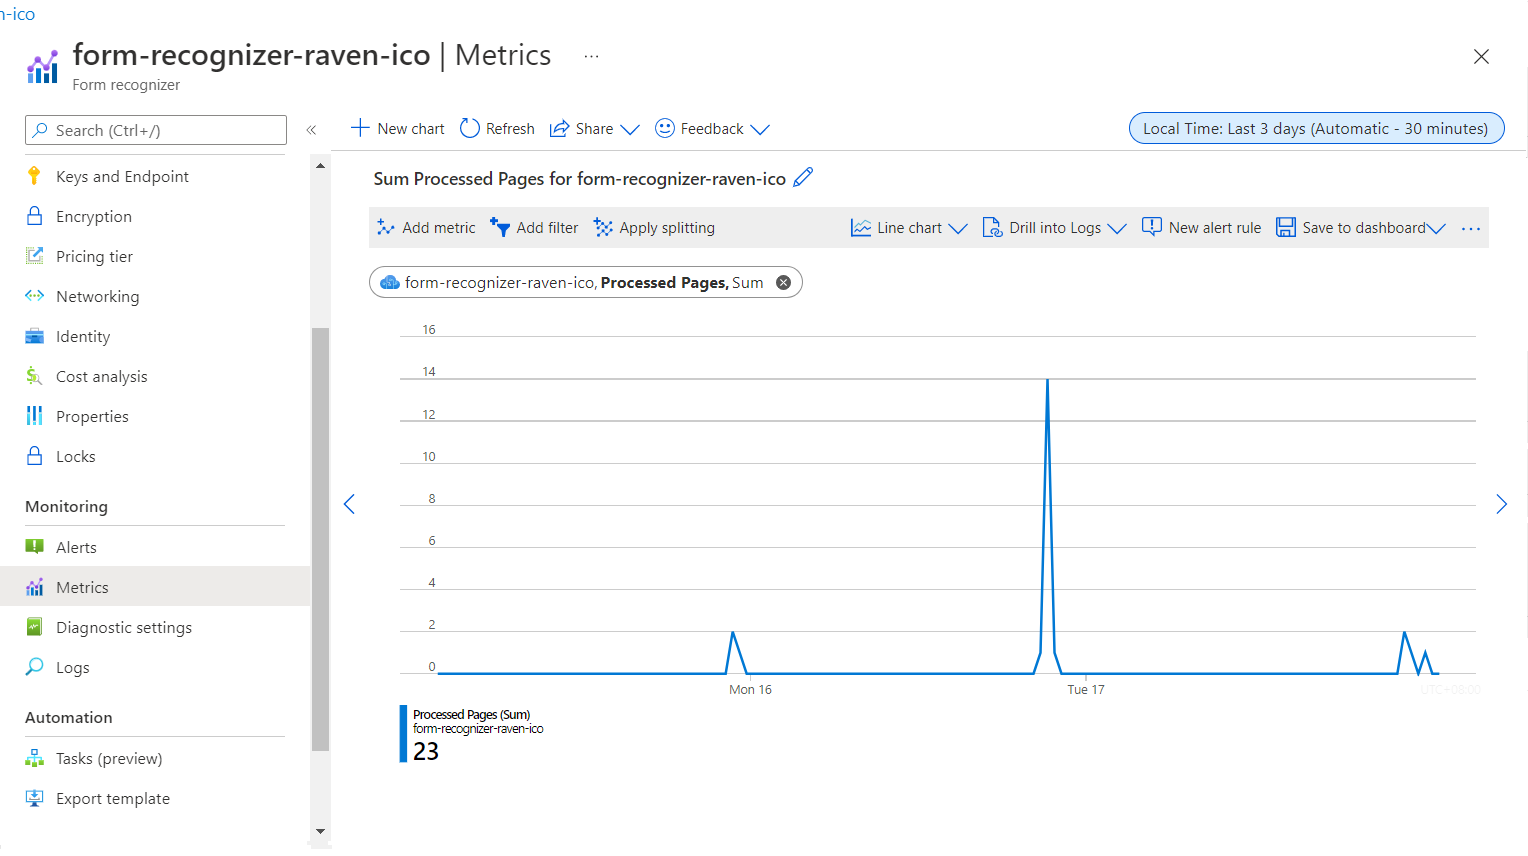 n-ico
form-recognizer-raven-ico | Metrics ...
Form recognizer
Search (Ctrl+/)
«
New chart
Refresh
Share
Feedback
Local Time: Last 3 days (Automatic - 30 minutes)
Keys and Endpoint
Encryption
Pricing tier
Networking
Identity
Cost analysis
Properties
Locks
Monitoring
Alerts
Metrics
Diagnostic settings
Logs
Automation
Tasks (preview)
Export template
Sum Processed Pages for form-recognizer-raven-ico
Add metric
Add filter
Apply splitting
Line chart
Drill into Logs
New alert rule
Save to dashboard
...
form-recognizer-raven-ico, Processed Pages, Sum
16
14
12
10
8
6
4
2
0
Mon 16
Tue 17
UTC+08:00
Processed Pages (Sum)
form-recognizer-raven-ico
23